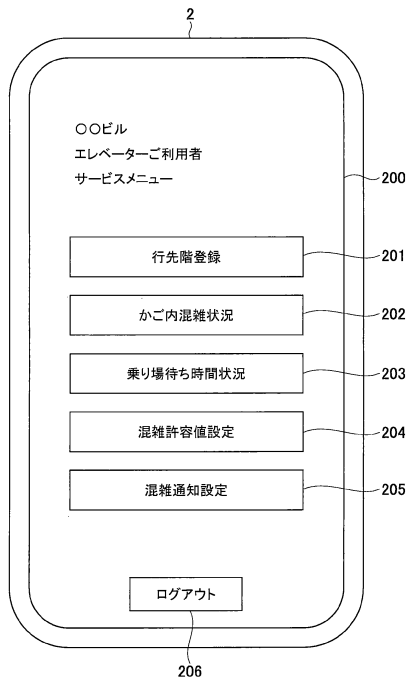 2
○○ビル
エレベーターご利用者
サービスメニュー
200
行先階登録
201
かご内混雑状況
202
乗り場待ち時間状況
203
混雑許容値設定
204
混雑通知設定
205
ログアウト
206